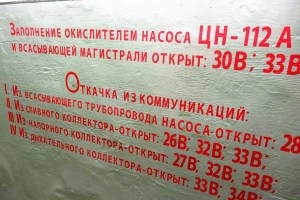 Заполнение окислителем насоса ЦН-112А
и всасывающей магистрали открыт: 30В; 33В
Откачка из коммуникаций:
I Из всасывающего трубопровода насоса-открыт: 28
II Из сливного коллектора-открыт: 26В; 32В; 33В;
III Из напорного коллектора-открыт: 27В; 32В; 33В;
IV Из дыхательного коллектора-открыт: 33В; 34В;